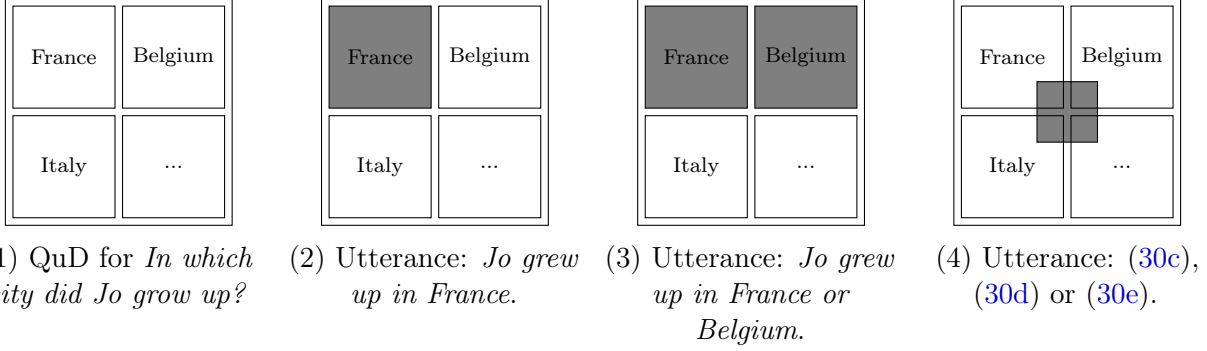 France Belgium
Italy ...
France Belgium
Italy ...
France Belgium
Italy ...
France Belgium
Italy ...
1) QuD for In which
ity did Jo grow up?
(2) Utterance: Jo grew
up in France.
(3) Utterance: Jo grew
up in France or
Belgium.
(4) Utterance: (30c),
(30d) or (30e).